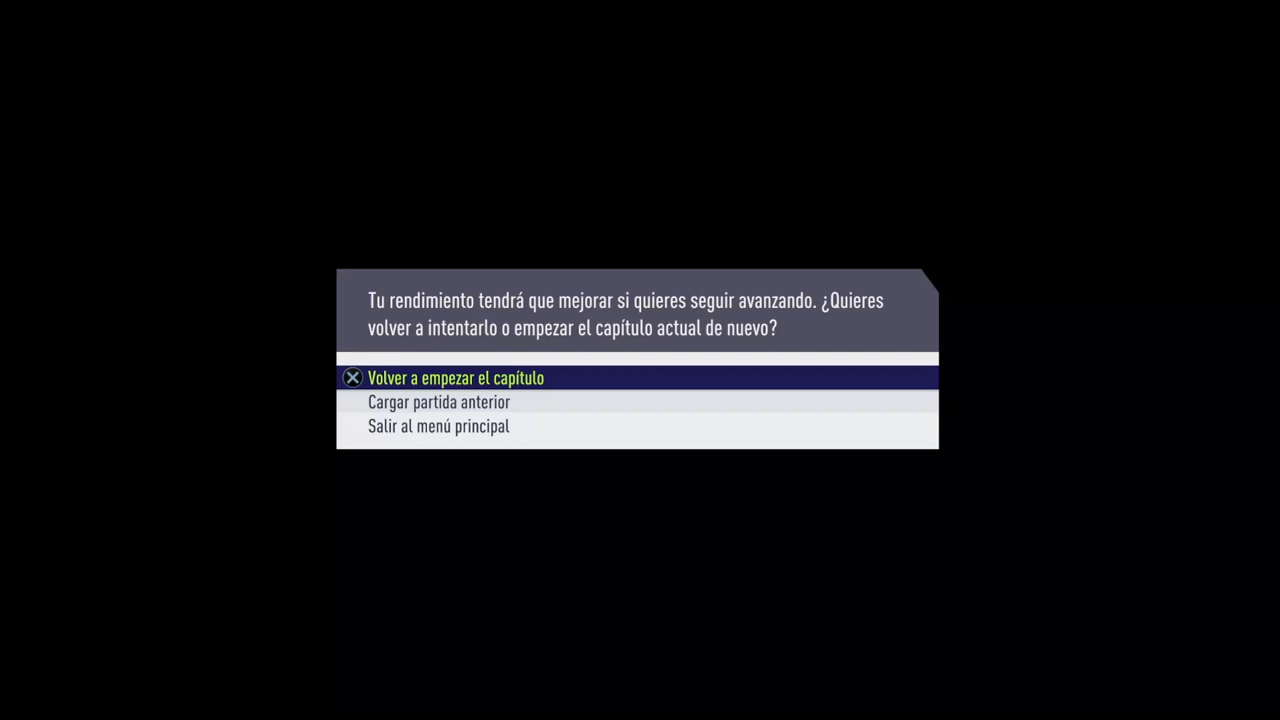 Tu rendimiento tendrá que mejorar si quieres seguir avanzando. ¿Quieres
volver a intentarlo o empezar el capítulo actual de nuevo?
Volver a empezar el capítulo
Cargar partida anterior
Salir al menú principal